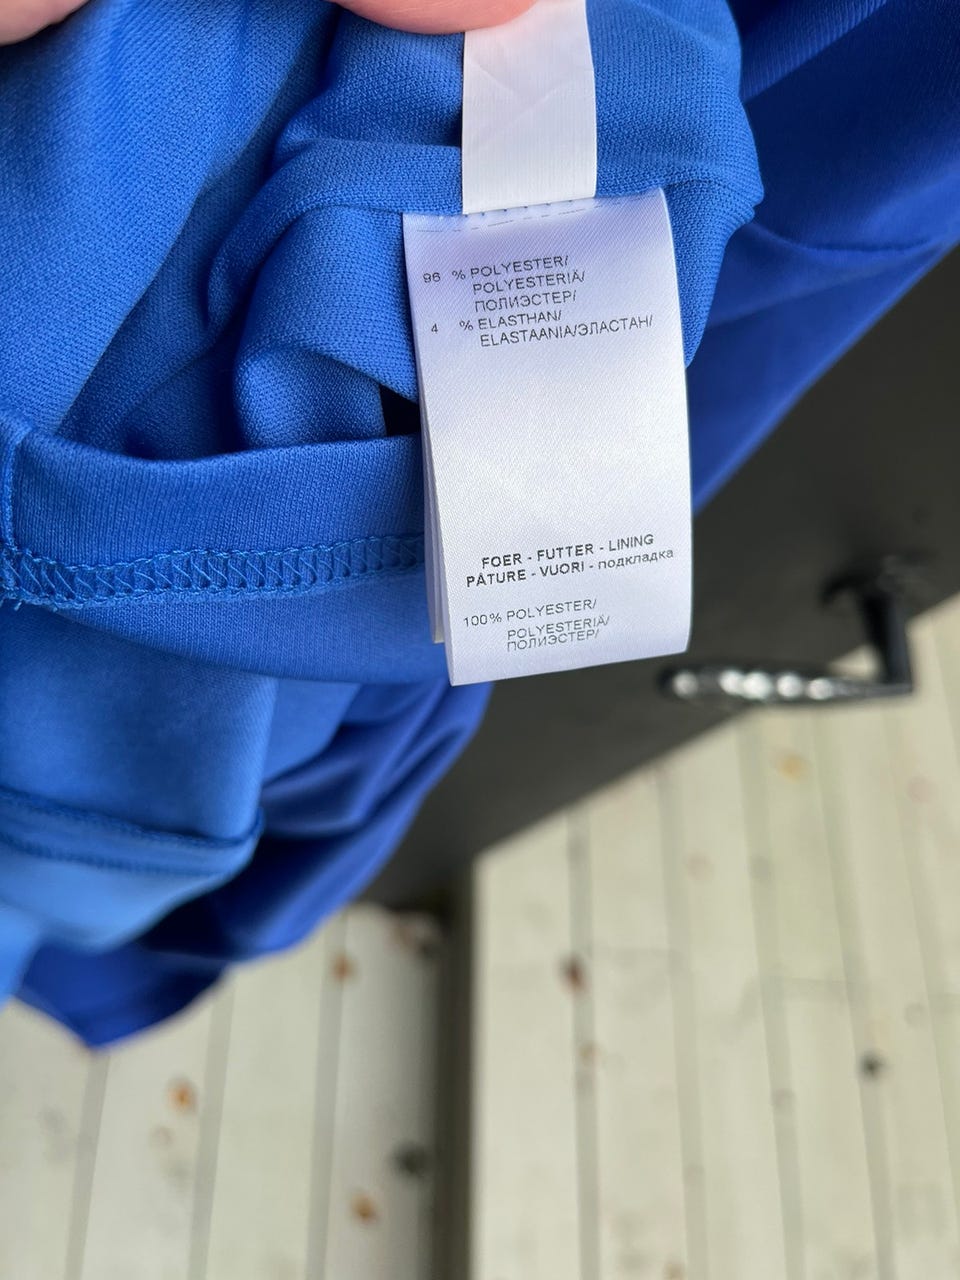 96 % POLYESTER/
POLYESTERIÄ/
ПОЛИЭСТЕР/
4 % ELASTHAN/
ELASTAANIA/ЭЛАСТАН/
FOER - FUTTER - LINING
PÂTURE - VUORI - подкладка
100% POLYESTER/
POLYESTERIÄ/
ПОЛИЭСТЕР/